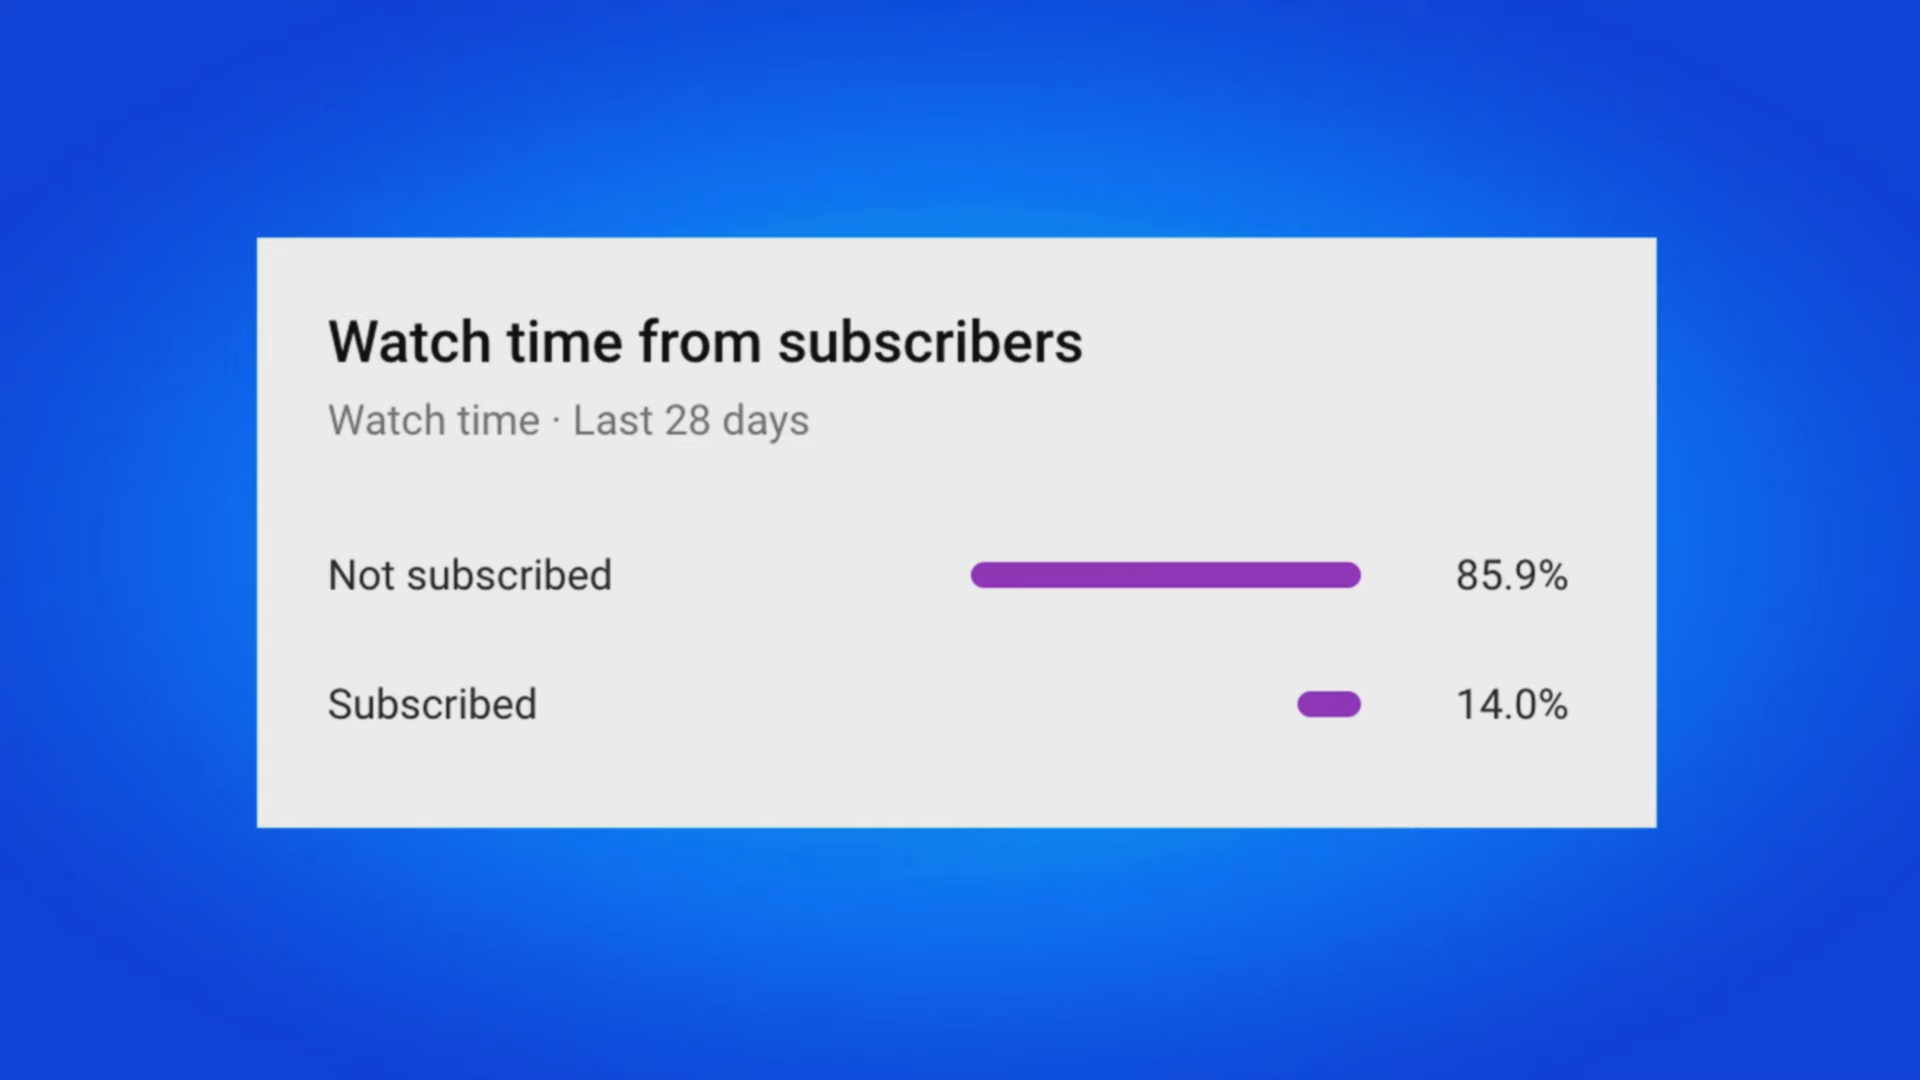 Watch time from subscribers
Watch time · Last 28 days
Not subscribed 85.9%
Subscribed 14.0%